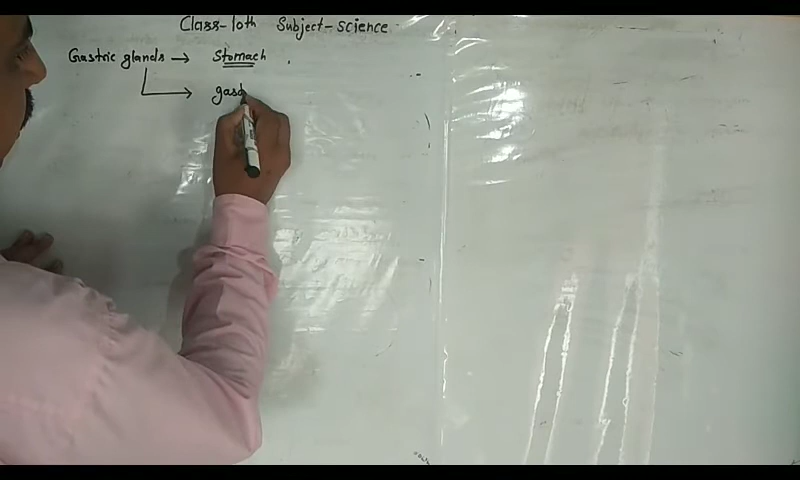 Class-10th Subject-science
Gastric glands → Stomach .
→